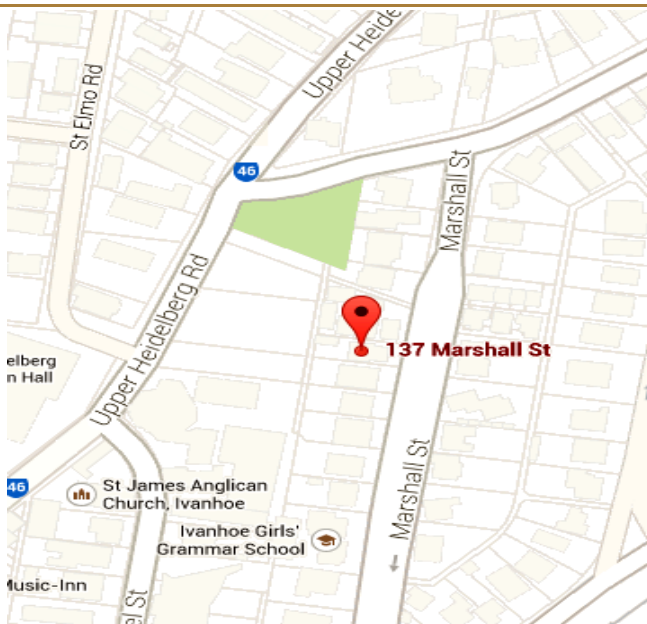 Upper Heide
St Elmo Rd
46
Marshall St
Upper Heidelberg Rd
137 Marshall St
elberg
n Hall
46
St James Anglican
Church, Ivanhoe
Marshall St
Ivanhoe Girls'
Grammar School
Music-Inn
el St